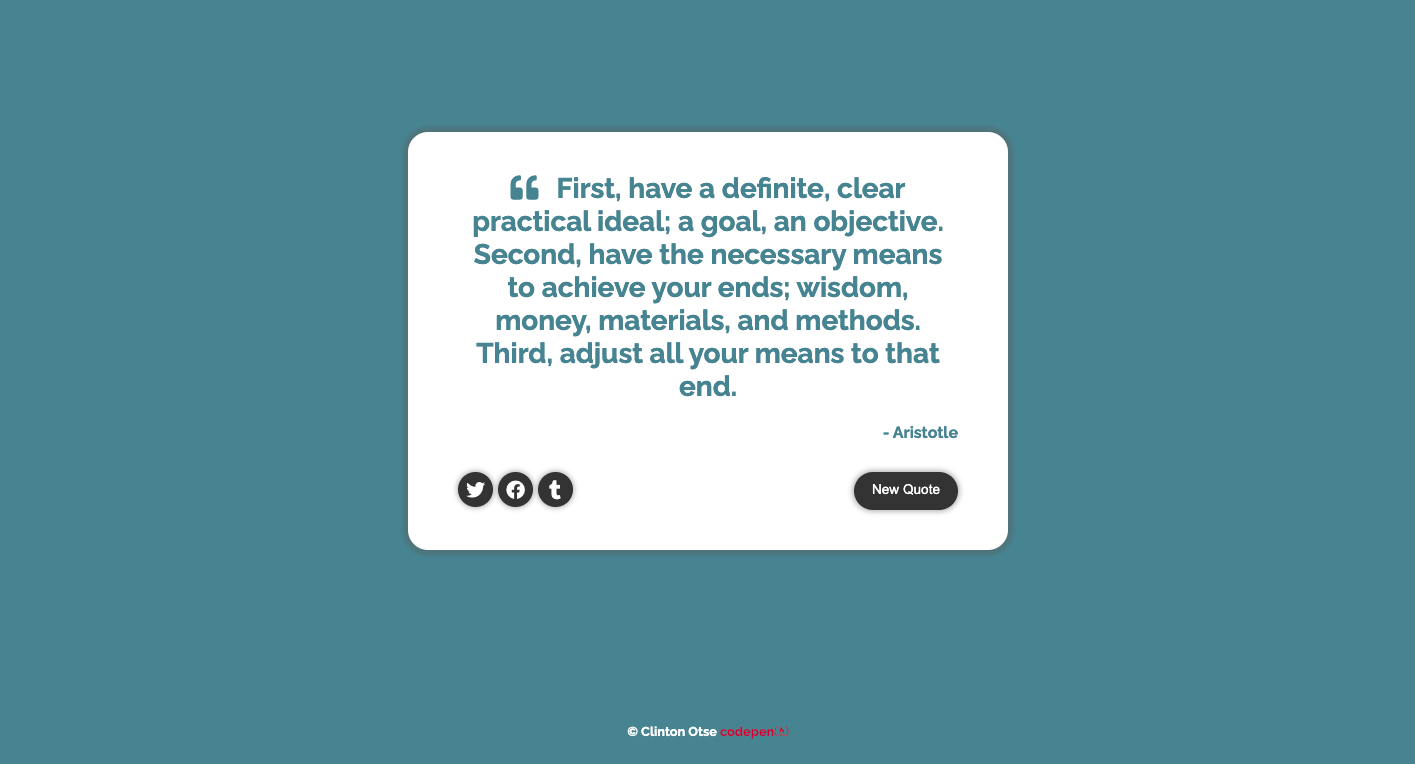 First, have a definite, clear
practical ideal; a goal, an objective.
Second, have the necessary means
to achieve your ends; wisdom,
money, materials, and methods.
Third, adjust all your means to that
end.
- Aristotle
New Quote
© Clinton Otse codepen